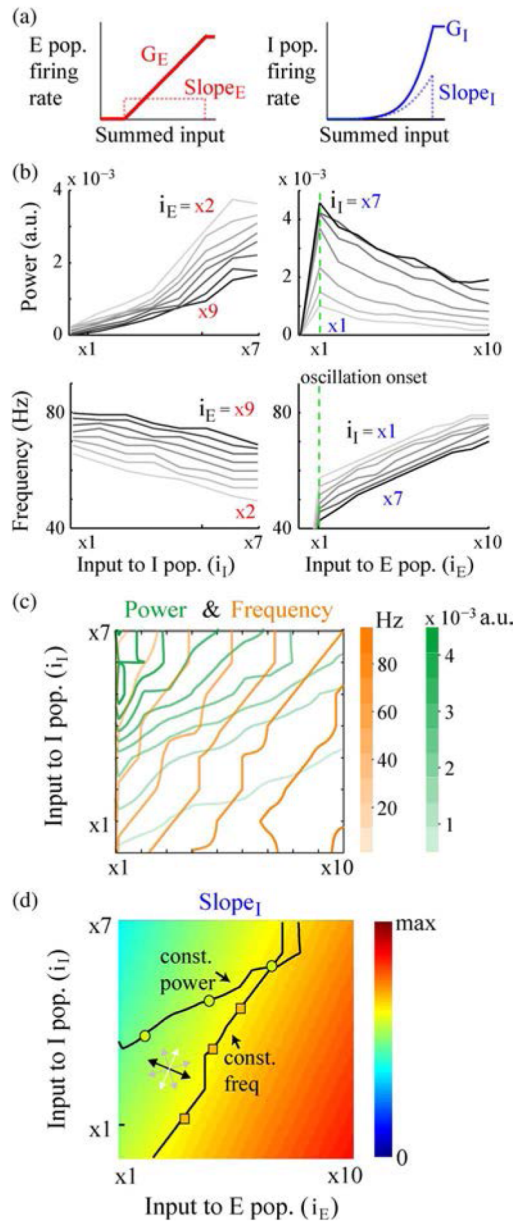 (a)
E pop. firing rate
G_E
Slope_E
Summed input
I pop. firing rate
G_I
Slope_I
Summed input
(b)
x 10^-3
4
2
0
Power (a.u.)
i_E = x2
x9
x1
x7
x 10^-3
4
2
0
i_I = x7
x1
x1
x10
Frequency (Hz)
80
40
i_E = x9
x2
x1
x7
Input to I pop. (i_I)
oscillation onset
80
40
i_I = x1
x7
x1
x10
Input to E pop. (i_E)
(c)
Power & Frequency
Hz
x 10^-3 a.u.
x7
x1
Input to I pop. (i_I)
x1
x10
80
60
40
20
4
3
2
1
(d)
Slope_I
x7
x1
Input to I pop. (i_I)
const. power
const. freq
max
0
x1
x10
Input to E pop. (i_E)